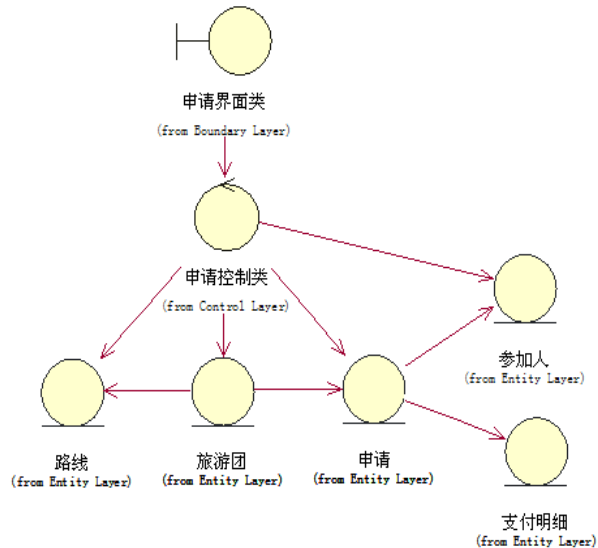 申请界面类
(from Boundary Layer)
申请控制类
(from Control Layer)
参加人
(from Entity Layer)
路线
(from Entity Layer)
旅游团
(from Entity Layer)
申请
(from Entity Layer)
支付明细
(from Entity Layer)